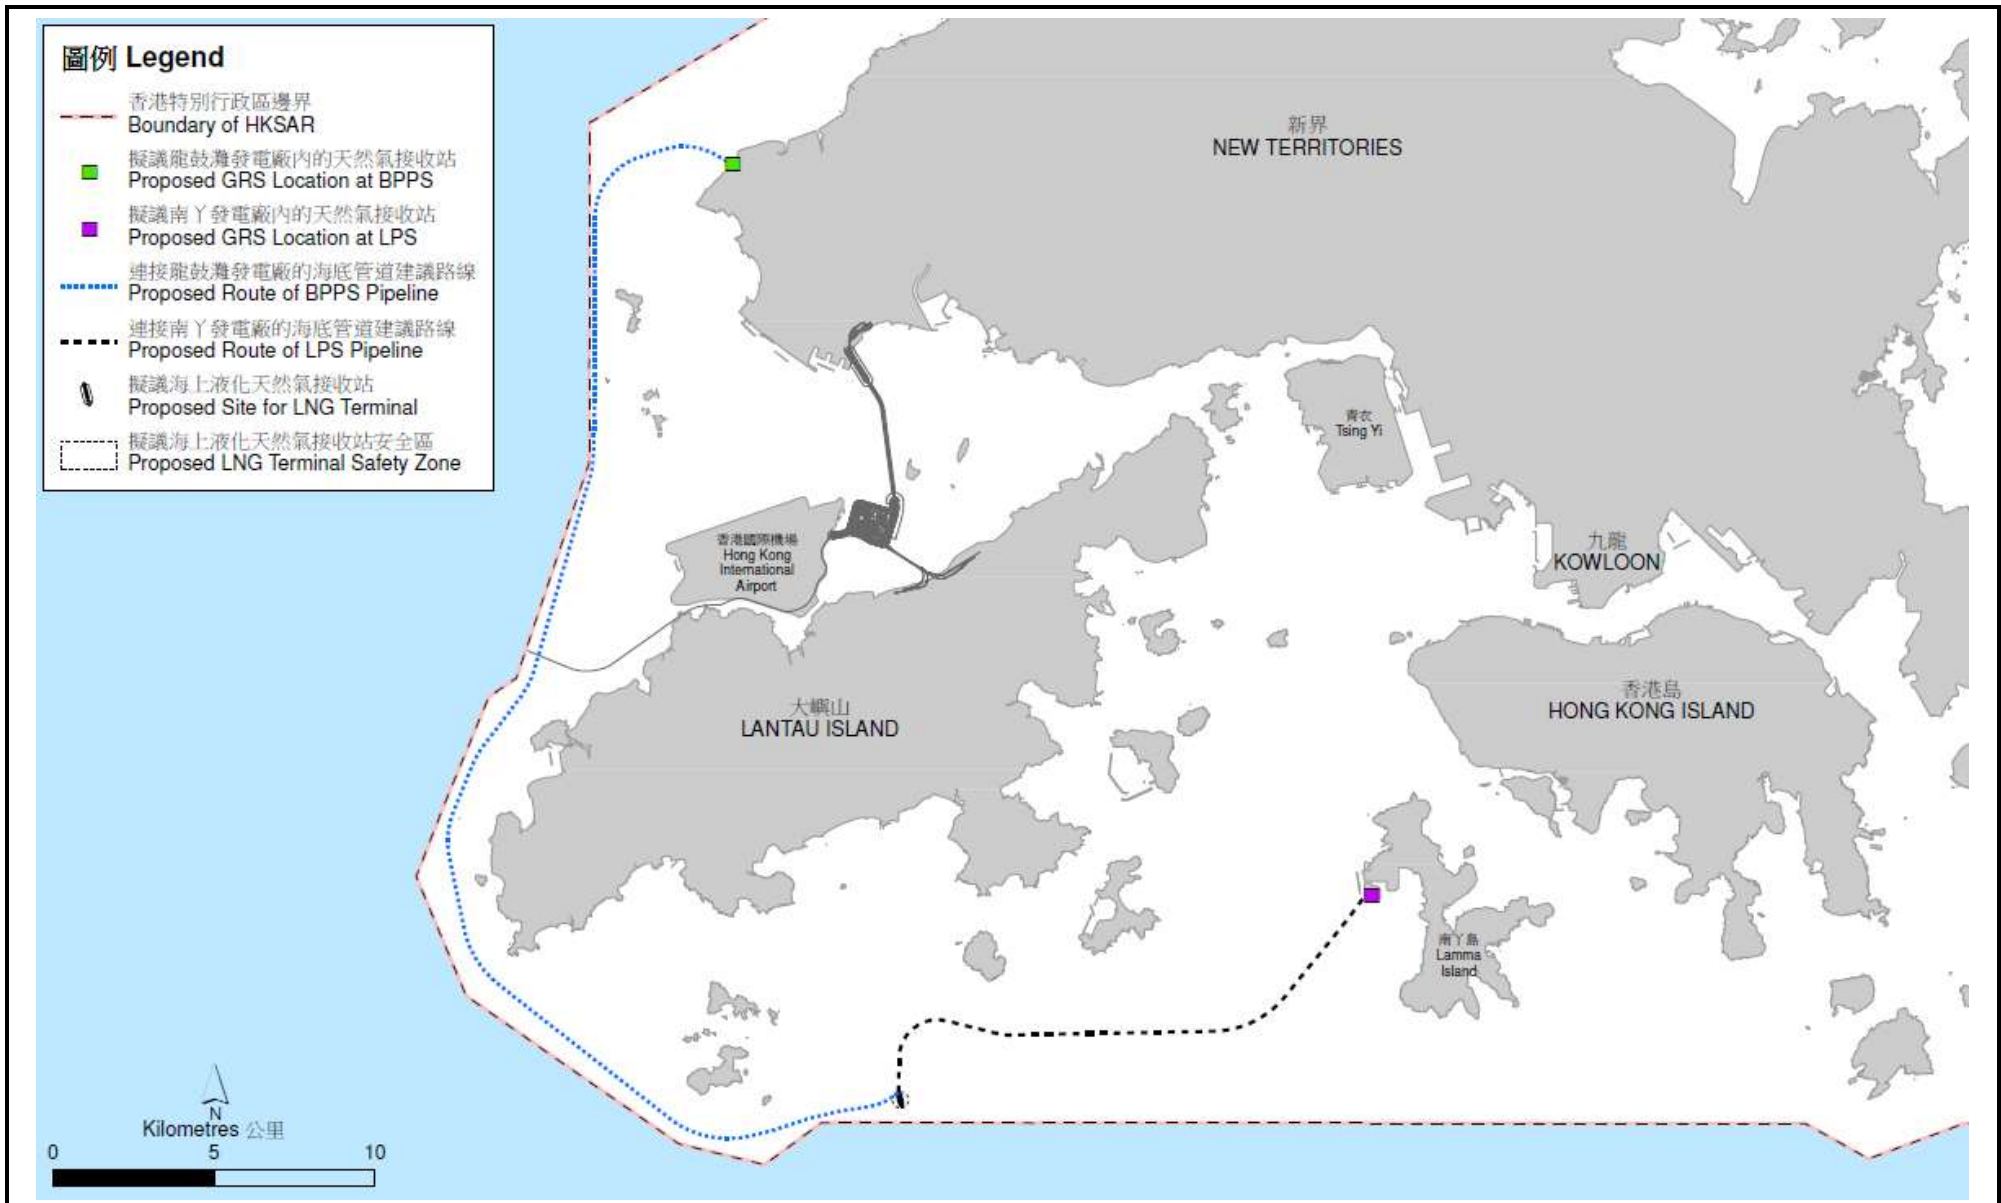 圖例 Legend
香港特別行政區邊界
Boundary of HKSAR
擬議龍鼓灘發電廠內的天然氣接收站
Proposed GRS Location at BPPS
擬議南丫發電廠內的天然氣接收站
Proposed GRS Location at LPS
連接龍鼓灘發電廠的海底管道建議路線
Proposed Route of BPPS Pipeline
連接南丫發電廠的海底管道建議路線
Proposed Route of LPS Pipeline
擬議海上液化天然氣接收站
Proposed Site for LNG Terminal
擬議海上液化天然氣接收站安全區
Proposed LNG Terminal Safety Zone
新界
NEW TERRITORIES
青衣
Tsing Yi
香港國際機場
Hong Kong
International
Airport
九龍
KOWLOON
大嶼山
LANTAU ISLAND
香港島
HONG KONG ISLAND
南丫島
Lamma
Island
N
Kilometres 公里
0 5 10